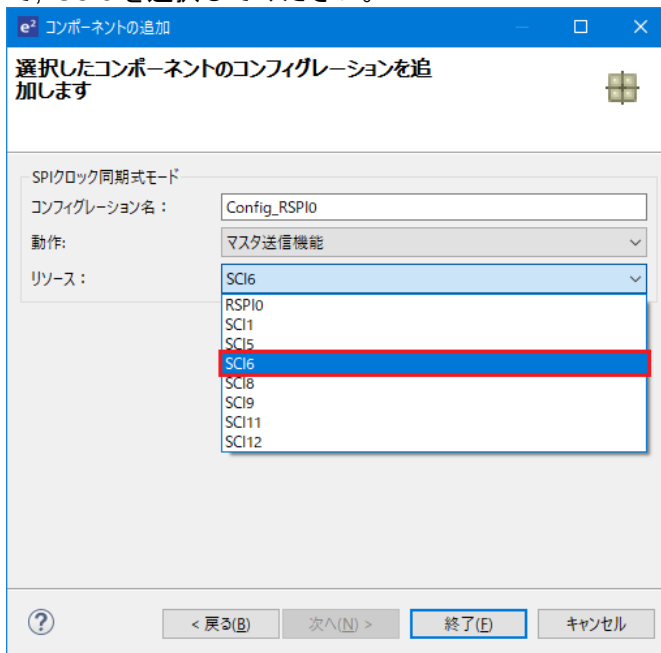 e² コンポーネントの追加
選択したコンポーネントのコンフィグレーションを追
加します
SPIクロック同期式モード
コンフィグレーション名：
Config_RSPI0
動作:
マスタ送信機能
リソース：
SCI6
RSPI0
SCI1
SCI5
SCI6
SCI8
SCI9
SCI11
SCI12
?
< 戻る(B)
次へ(N) >
終了(F)
キャンセル